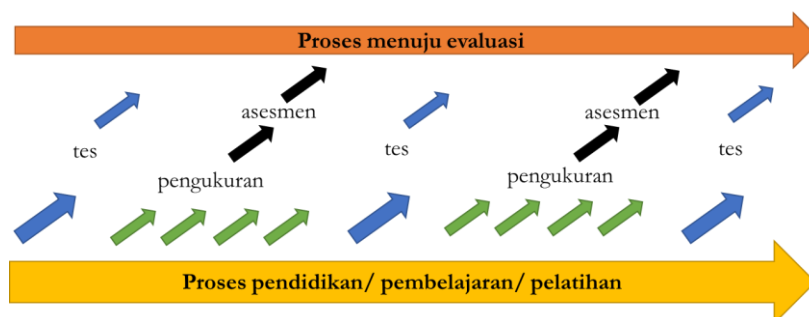 Proses menuju evaluasi
asesmen
asesmen
tes
tes
tes
pengukuran
pengukuran
Proses pendidikan/ pembelajaran/ pelatihan